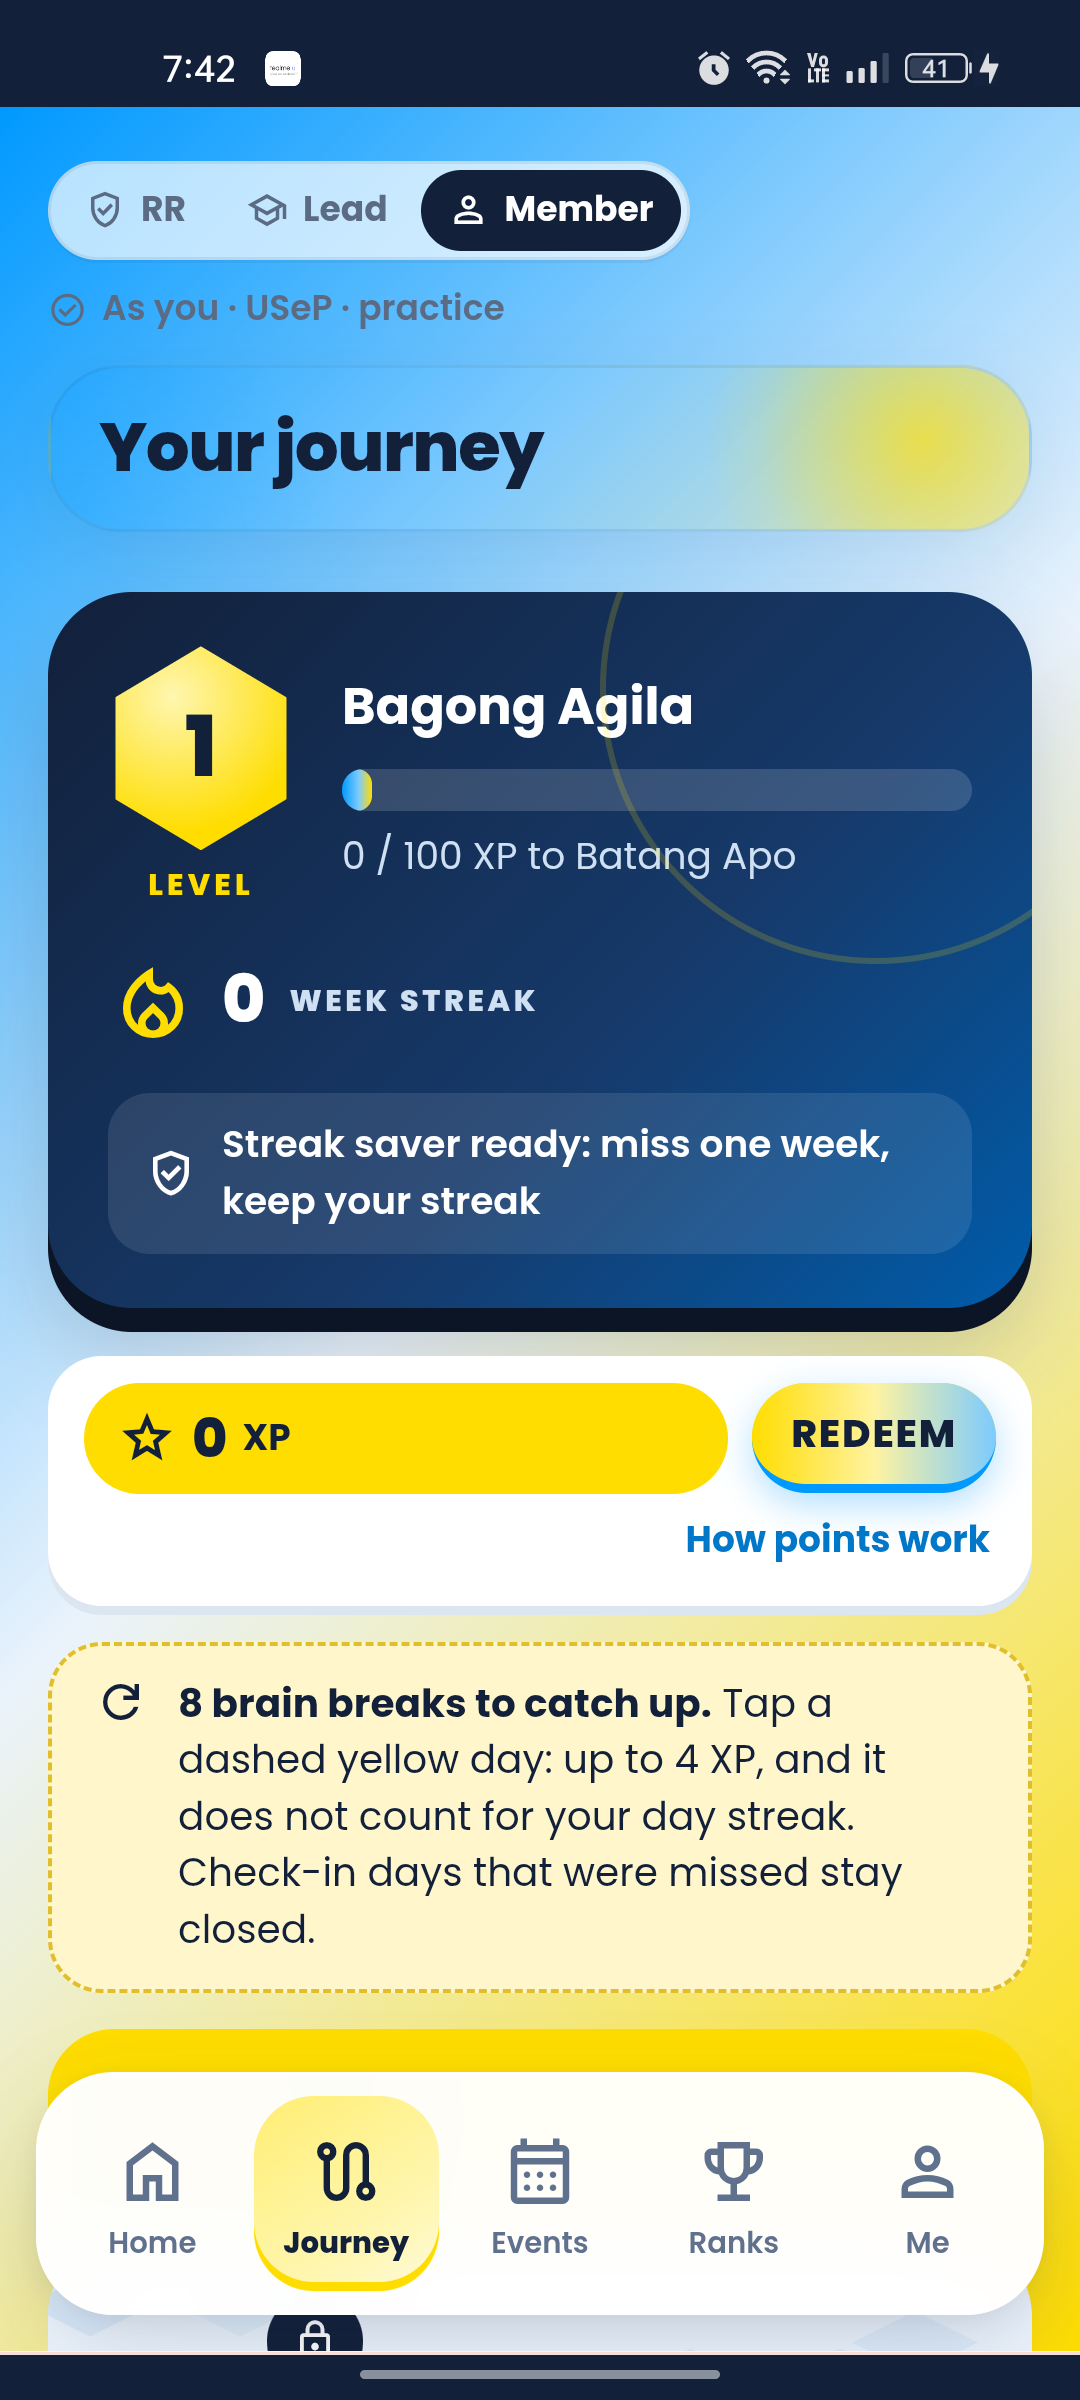 7:42
Vo
LTE
41
RR
Lead
Member
As you · USeP · practice
Your journey
1
LEVEL
Bagong Agila
0 / 100 XP to Batang Apo
0 WEEK STREAK
Streak saver ready: miss one week,
keep your streak
0 XP
REDEEM
How points work
8 brain breaks to catch up. Tap a
dashed yellow day: up to 4 XP, and it
does not count for your day streak.
Check-in days that were missed stay
closed.
Home
Journey
Events
Ranks
Me